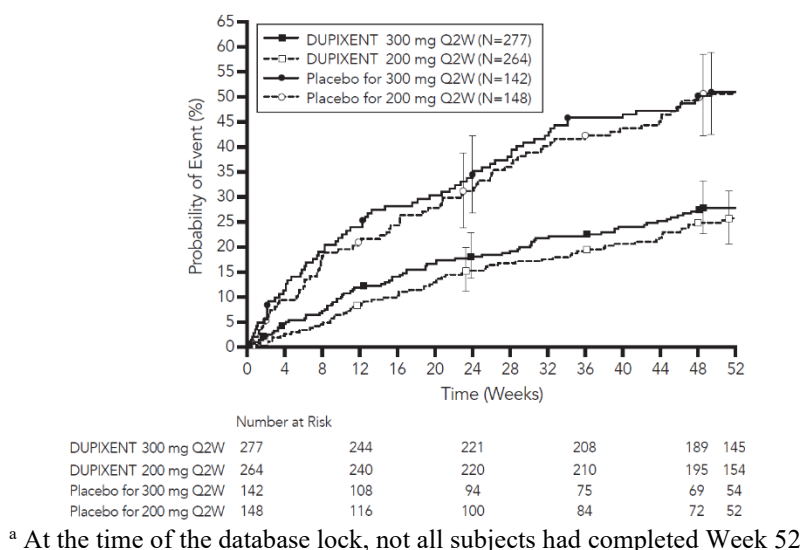 65
60
55
50
45
40
35
30
25
20
15
10
5
0
Probability of Event (%)
DUPIXENT 300 mg Q2W (N=277)
DUPIXENT 200 mg Q2W (N=264)
Placebo for 300 mg Q2W (N=142)
Placebo for 200 mg Q2W (N=148)
0 4 8 12 16 20 24 28 32 36 40 44 48 52
Time (Weeks)
Number at Risk
DUPIXENT 300 mg Q2W 277 244 221 208 189 145
DUPIXENT 200 mg Q2W 264 240 220 210 195 154
Placebo for 300 mg Q2W 142 108 94 75 69 54
Placebo for 200 mg Q2W 148 116 100 84 72 52
a At the time of the database lock, not all subjects had completed Week 52